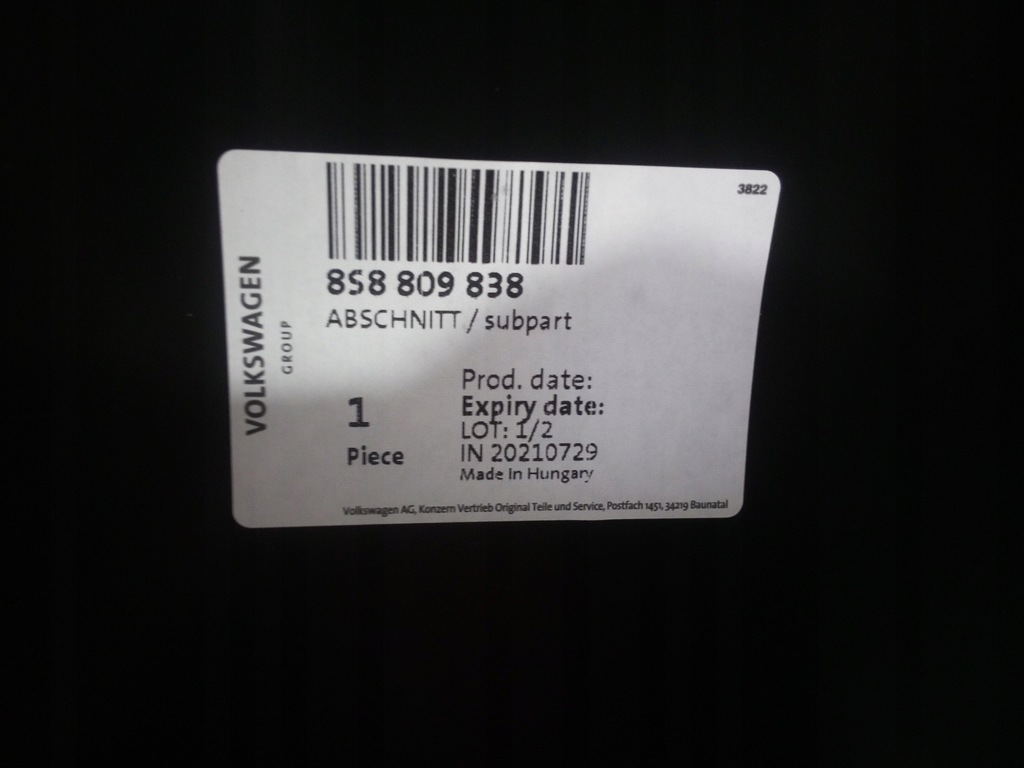 VOLKSWAGEN
GROUP
3822
8S8 809 838
ABSCHNITT / subpart
1
Piece
Prod. date:
Expiry date:
LOT: 1/2
IN 20210729
Made In Hungary
Volkswagen AG, Konzern Vertrieb Original Teile und Service, Postfach 1451, 34219 Baunatal